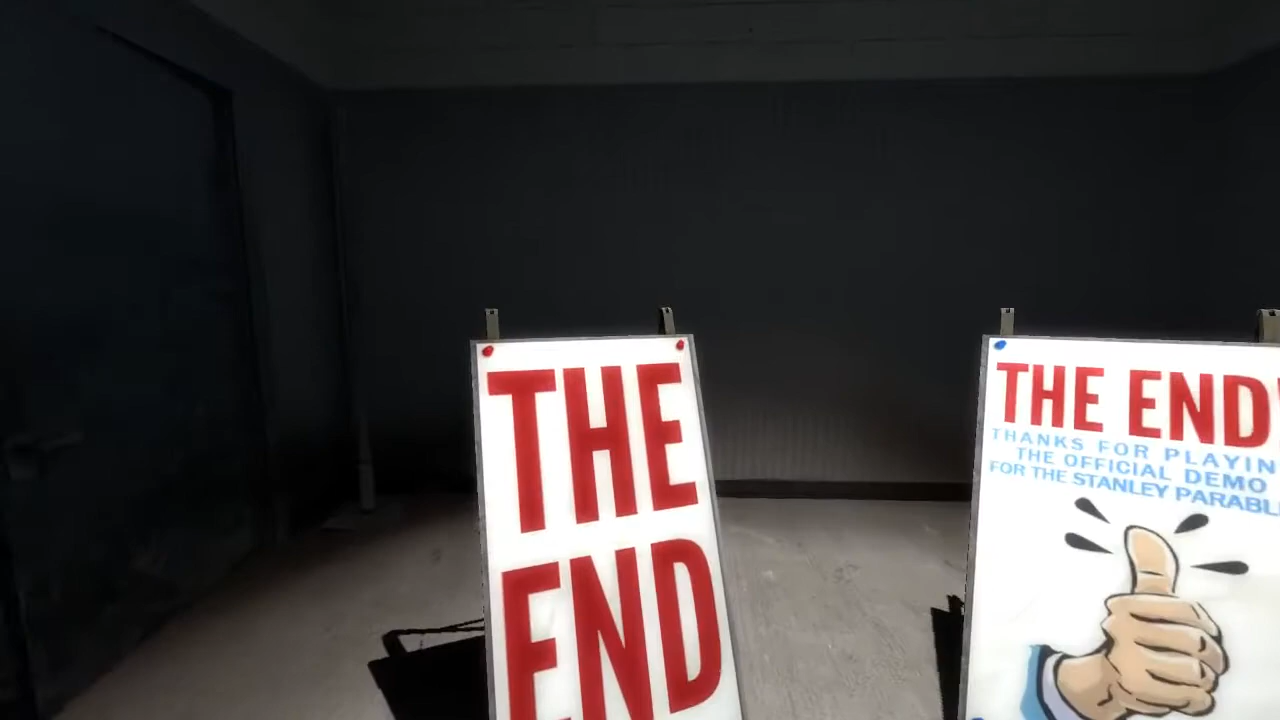 THE
END
THE END
THANKS FOR PLAYIN
THE OFFICIAL DEMO
FOR THE STANLEY PARABL